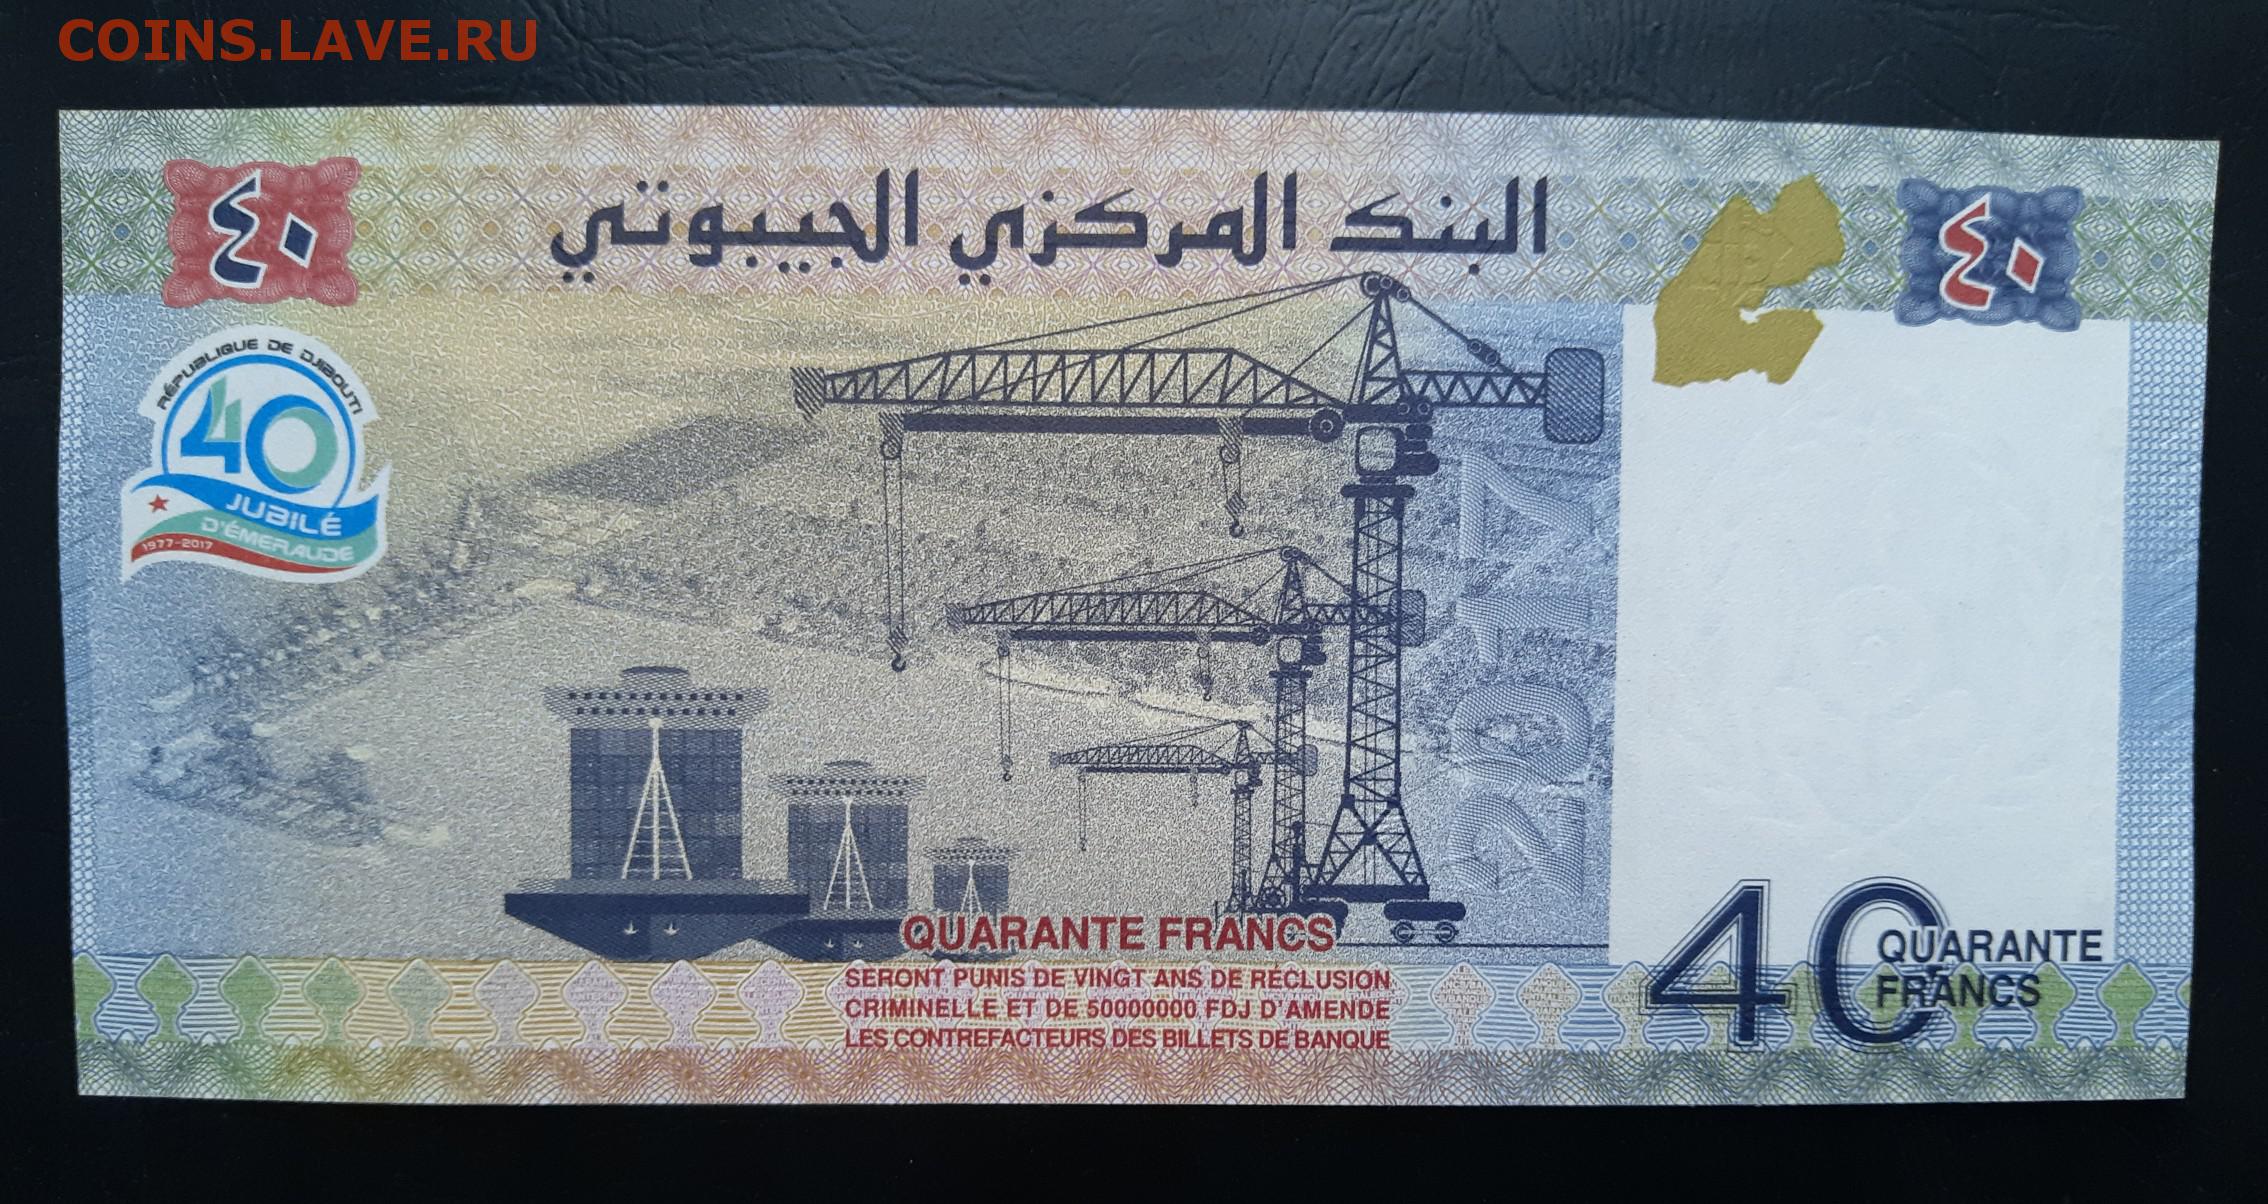 COINS.LAVE.RU
٤٠
البنك المركزي الجيبوتي
٤٠
RÉPUBLIQUE DE DJIBOUTI
40
JUBILÉ
D'ÉMERAUDE
1977-2017
2017
QUARANTE FRANCS
SERONT PUNIS DE VINGT ANS DE RÉCLUSION
CRIMINELLE ET DE 50000000 FDJ D'AMENDE
LES CONTREFACTEURS DES BILLETS DE BANQUE
40
QUARANTE
FRANCS